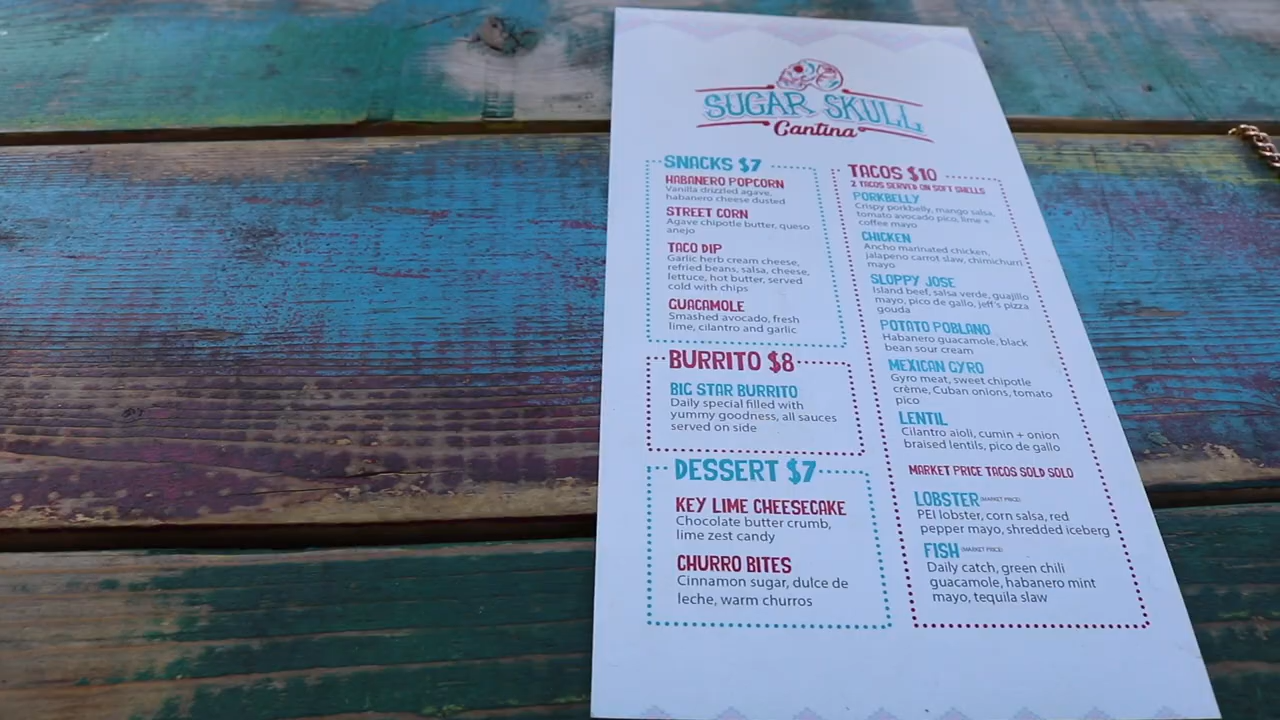 SUGAR SKULL
Cantina
SNACKS $7
HABANERO POPCORN
Vanilla drizzled agave,
habanero cheese dusted
STREET CORN
Agave chipotle butter, queso
anejo
TACO DIP
Garlic herb cream cheese,
refried beans, salsa, cheese,
lettuce, hot butter, served
cold with chips
GUACAMOLE
Smashed avocado, fresh
lime, cilantro and garlic
BURRITO $8
BIG STAR BURRITO
Daily special filled with
yummy goodness, all sauces
served on side
DESSERT $7
KEY LIME CHEESECAKE
Chocolate butter crumb,
lime zest candy
CHURRO BITES
Cinnamon sugar, dulce de
leche, warm churros
TACOS $10
2 TACOS SERVED ON SOFT SHELLS
PORKBELLY
Crispy porkbelly, mango salsa,
tomato avocado pico, lime +
coffee mayo
CHICKEN
Ancho marinated chicken,
jalapeno carrot slaw, chimichurri
mayo
SLOPPY JOSE
Island beef, salsa verde, guajillo
mayo, pico de gallo, jeff's pizza
gouda
POTATO POBLANO
Habanero guacamole, black
bean sour cream
MEXICAN GYRO
Gyro meat, sweet chipotle
crème, Cuban onions, tomato
pico
LENTIL
Cilantro aioli, cumin + onion
braised lentils, pico de gallo
MARKET PRICE TACOS SOLD SOLO
LOBSTER (MARKET PRICE)
PEI lobster, corn salsa, red
pepper mayo, shredded iceberg
FISH (MARKET PRICE)
Daily catch, green chili
guacamole, habanero mint
mayo, tequila slaw